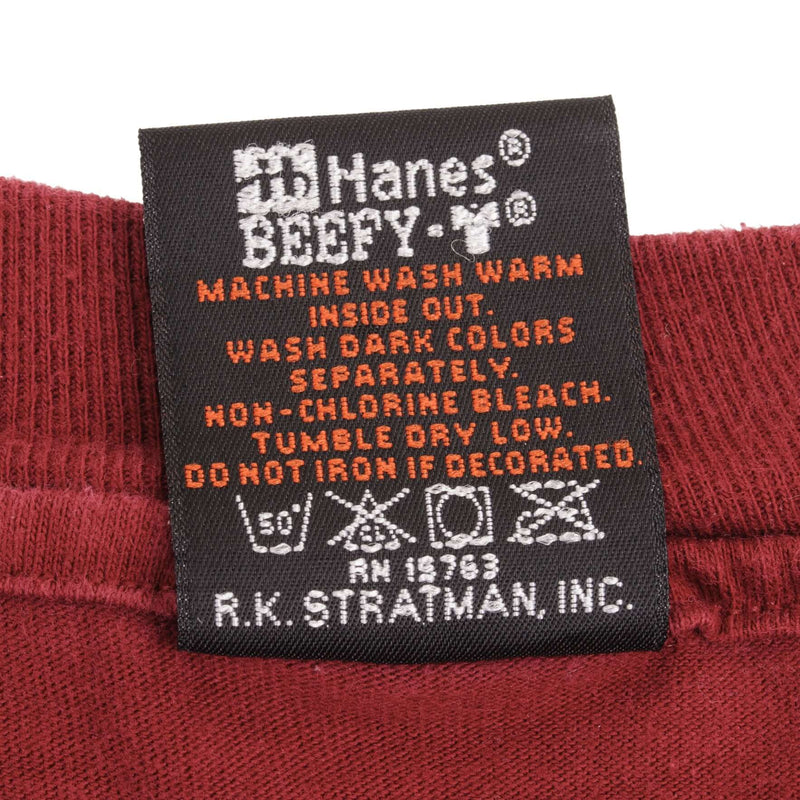 Hanes®
BEEFY-T®
MACHINE WASH WARM
INSIDE OUT.
WASH DARK COLORS
SEPARATELY.
NON-CHLORINE BLEACH.
TUMBLE DRY LOW.
DO NOT IRON IF DECORATED.
50° CL
RN 15763
R.K. STRATMAN, INC.